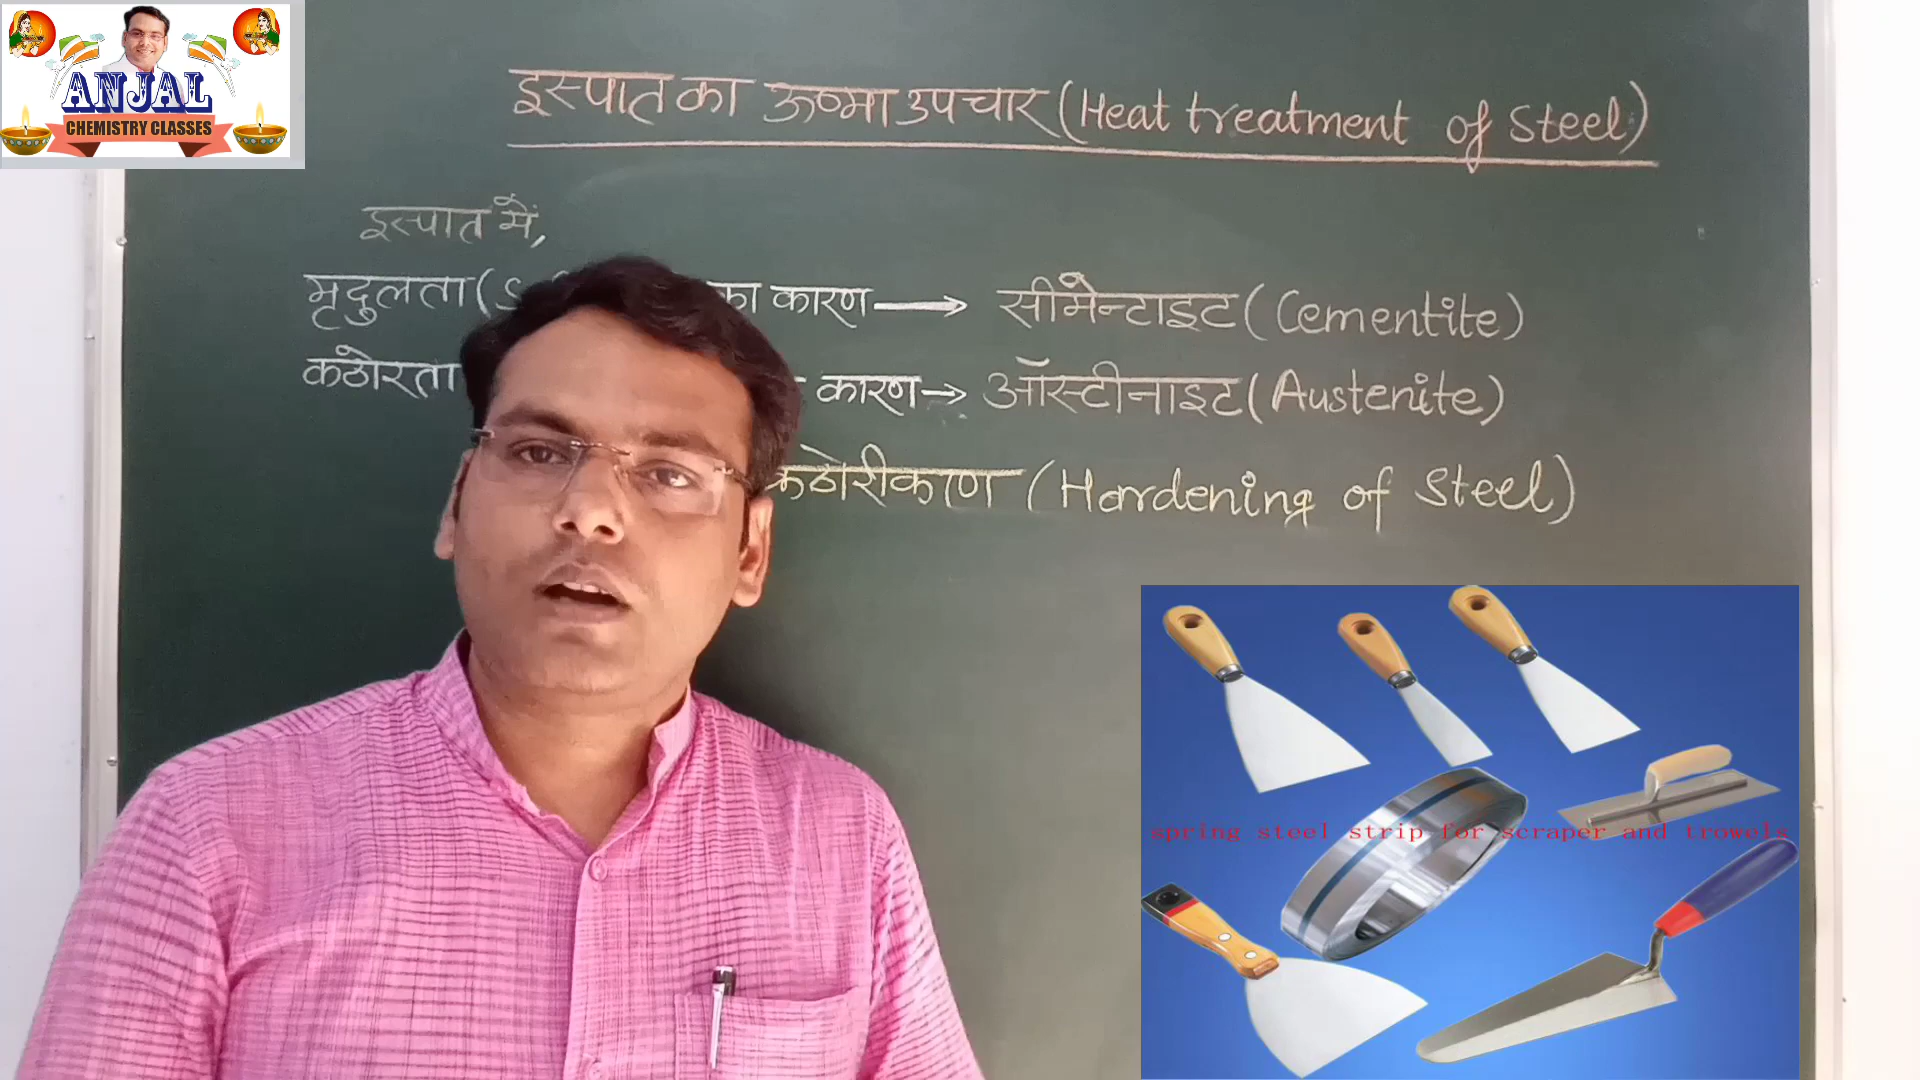 ANJAL
CHEMISTRY CLASSES
इस्पात का ऊष्मा उपचार (Heat treatment of Steel)
इस्पात में,
मृदुलता ( का कारण → सीमेन्टाइट (Cementite)
कठोरता कारण → ऑस्टीनाइट (Austenite)
कठोरीकरण (Hardening of Steel)
spring steel strip for scraper and trowels